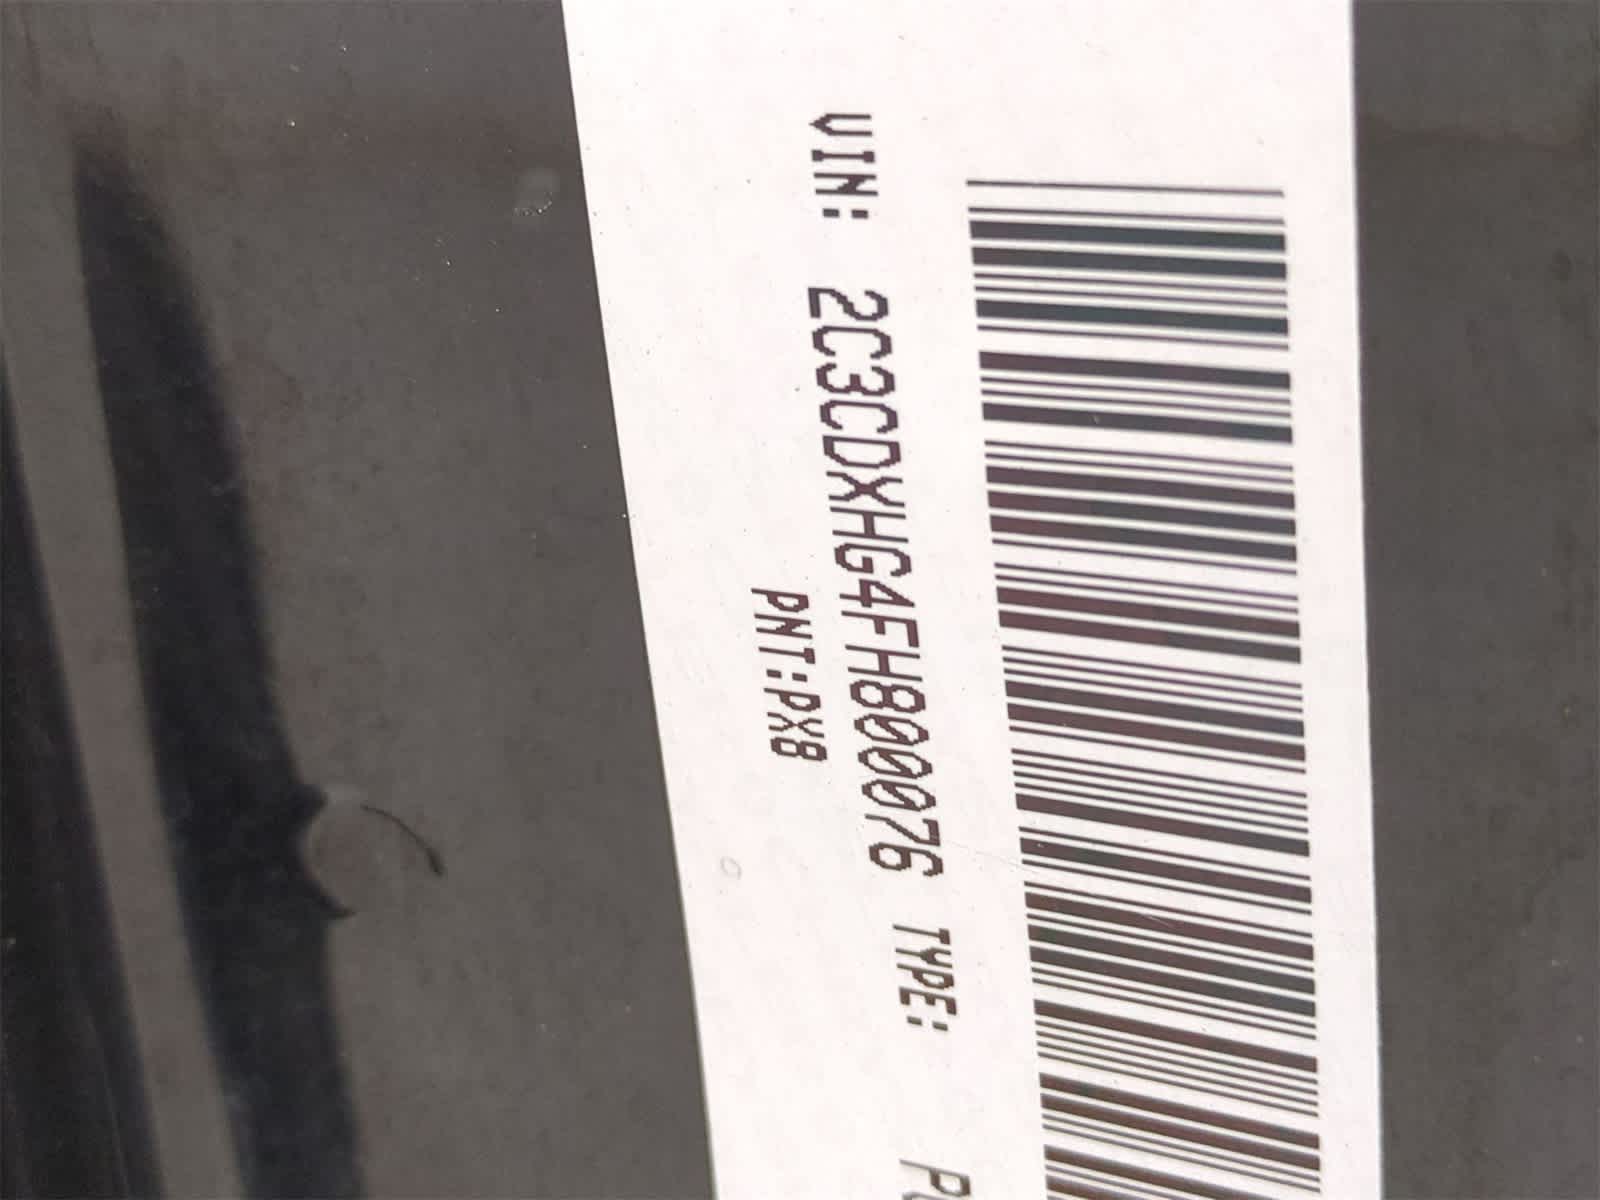 VIN: 2C3CDXHG4FH800076 TYPE:
PNT:PX8